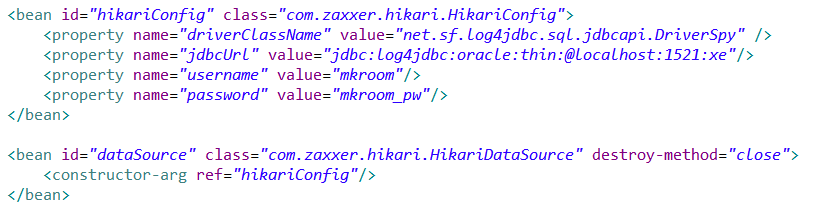 <bean id="hikariConfig" class="com.zaxxer.hikari.HikariConfig">
    <property name="driverClassName" value="net.sf.log4jdbc.sql.jdbcapi.DriverSpy" />
    <property name="jdbcUrl" value="jdbc:log4jdbc:oracle:thin:@localhost:1521:xe"/>
    <property name="username" value="mkroom"/>
    <property name="password" value="mkroom_pw"/>
</bean>

<bean id="dataSource" class="com.zaxxer.hikari.HikariDataSource" destroy-method="close">
    <constructor-arg ref="hikariConfig"/>
</bean>